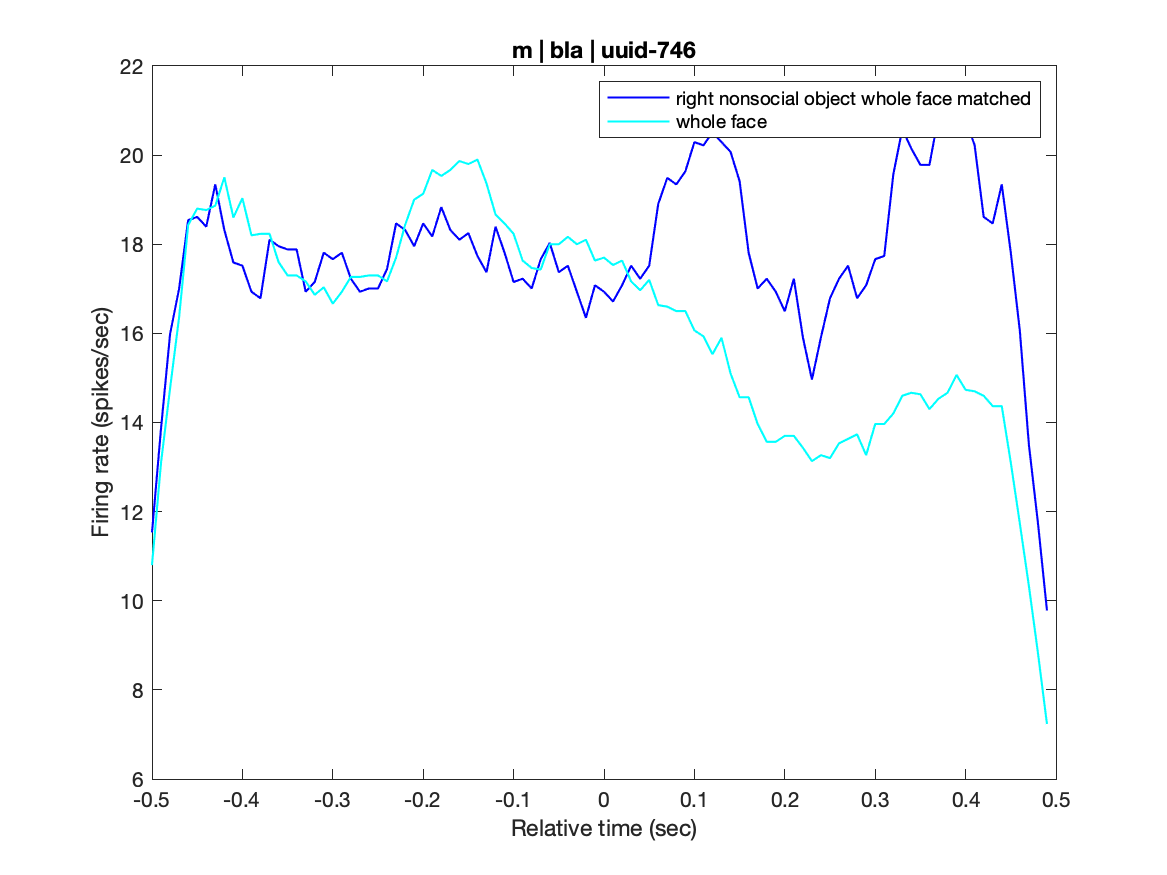 m | bla | uuid-746
right nonsocial object whole face matched
whole face
Firing rate (spikes/sec)
22
20
18
16
14
12
10
8
6
-0.5 -0.4 -0.3 -0.2 -0.1 0 0.1 0.2 0.3 0.4 0.5
Relative time (sec)